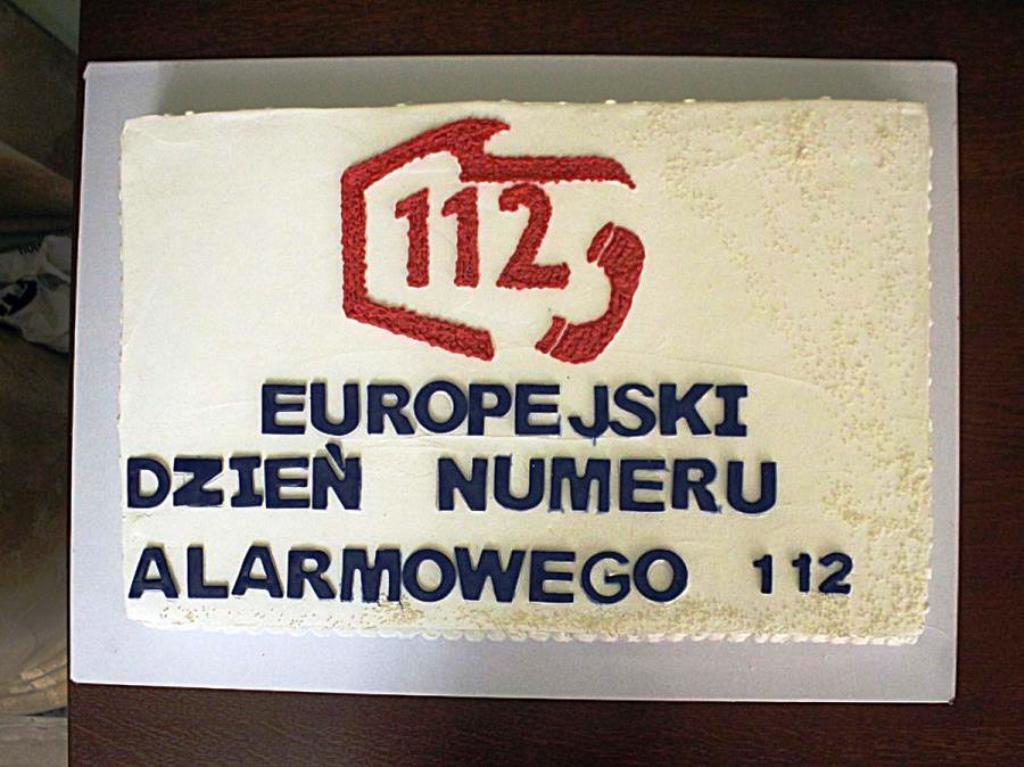 112
EUROPEJSKI
DZIEŃ NUMERU
ALARMOWEGO 112